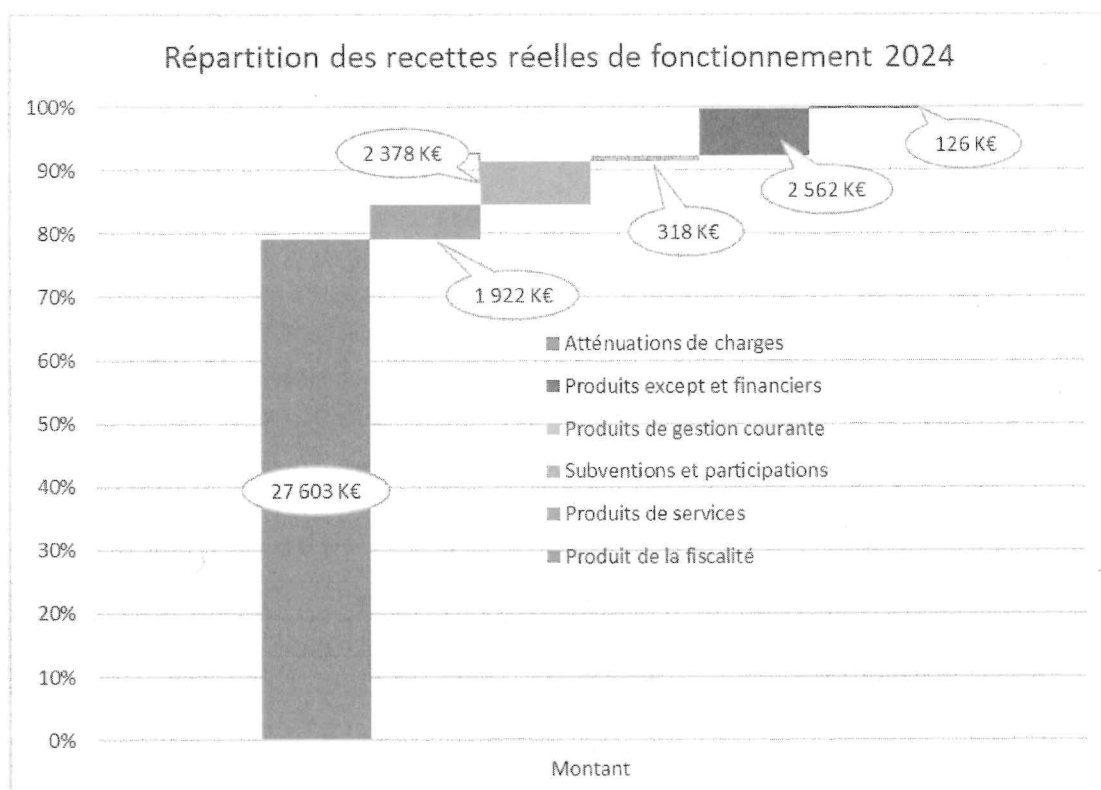 Répartition des recettes réelles de fonctionnement 2024
100%
90%
80%
70%
60%
50%
40%
30%
20%
10%
0%
2 378 K€
126 K€
2 562 K€
318 K€
1 922 K€
27 603 K€
Atténuations de charges
Produits except et financiers
Produits de gestion courante
Subventions et participations
Produits de services
Produit de la fiscalité
Montant